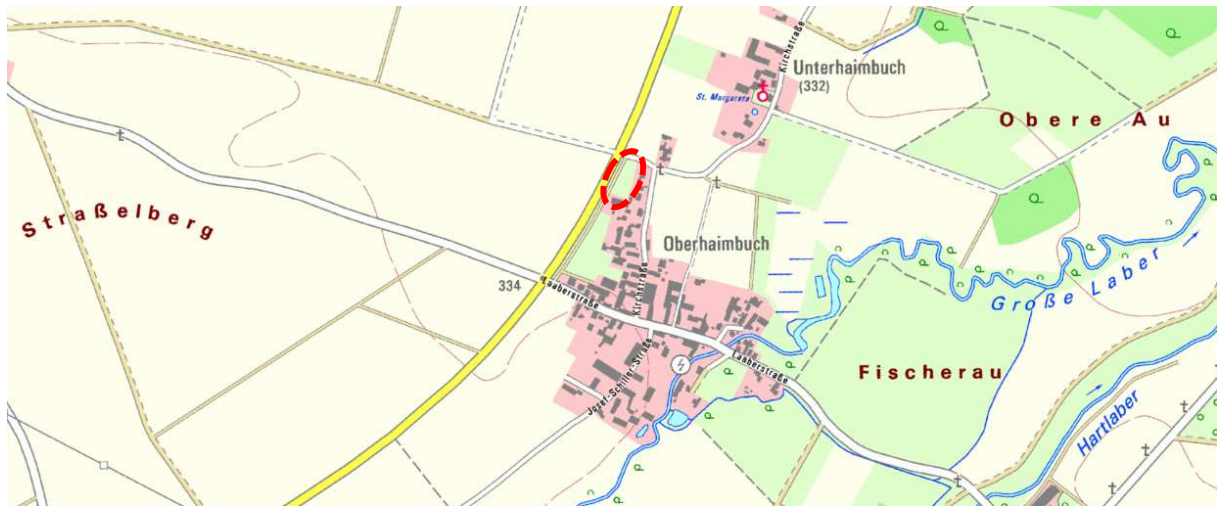 Kirchstraße
Unterhaimbuch
(332)
St. Margareta
Obere Au
Straßelberg
Oberhaimbuch
334
Laaberstraße
Kirchstraße
Große Laber
Josef-Schiller-Straße
Laaberstraße
Fischerau
Hartlaber